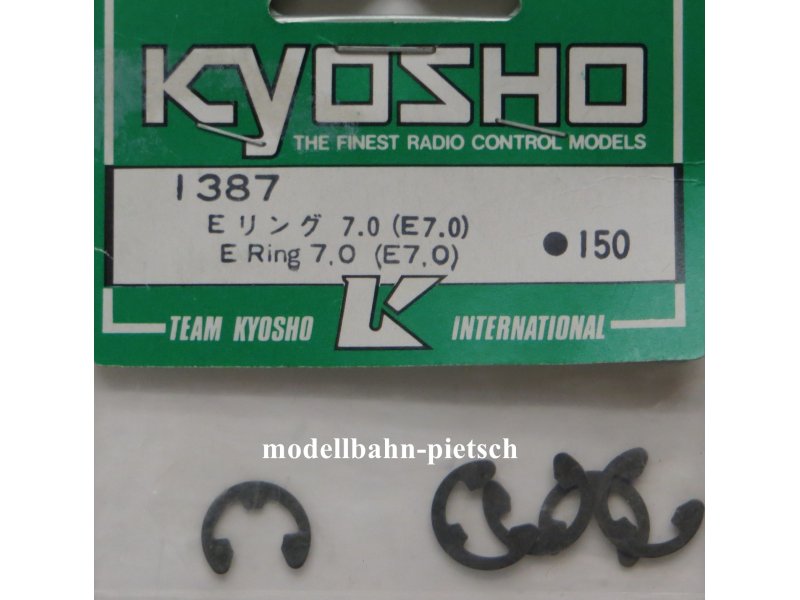 KYOSHO
THE FINEST RADIO CONTROL MODELS
1387
E リング 7.0 (E7.0)
E Ring 7.0 (E7.0)
●150
TEAM KYOSHO K INTERNATIONAL
modellbahn-pietsch